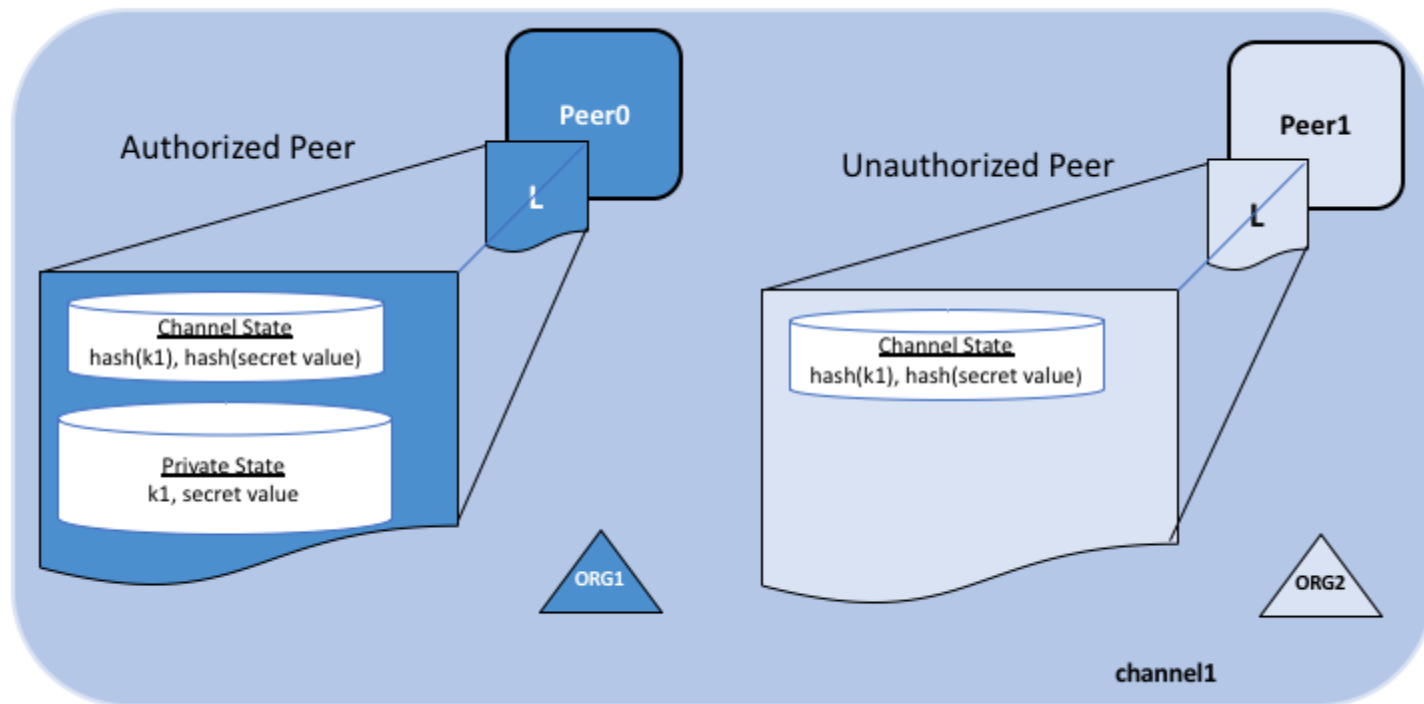 Peer0
Authorized Peer
L
Channel State
hash(k1), hash(secret value)
Private State
k1, secret value
ORG1
Peer1
Unauthorized Peer
L
Channel State
hash(k1), hash(secret value)
ORG2
channel1